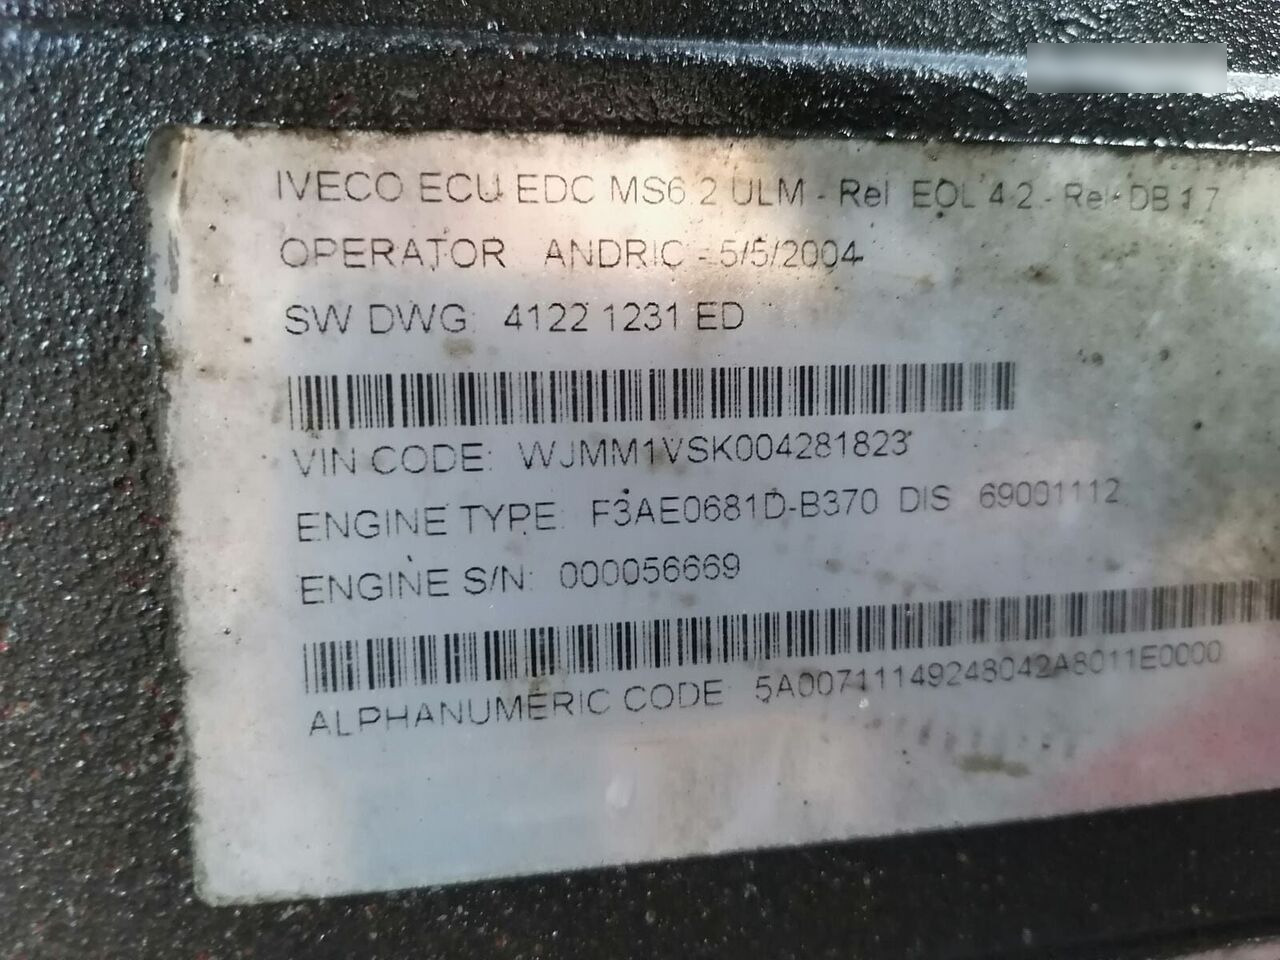 IVECO ECU EDC MS6.2 ULM - Rel EOL 4.2 - Rel DB 1.7
OPERATOR ANDRIC - 5/5/2004
SW DWG: 4122 1231 ED
VIN CODE: WJMM1VSK004281823
ENGINE TYPE: F3AE0681D-B370 DIS 69001112
ENGINE S/N: 000056669
ALPHANUMERIC CODE: 5A00711149248042A8011E0000